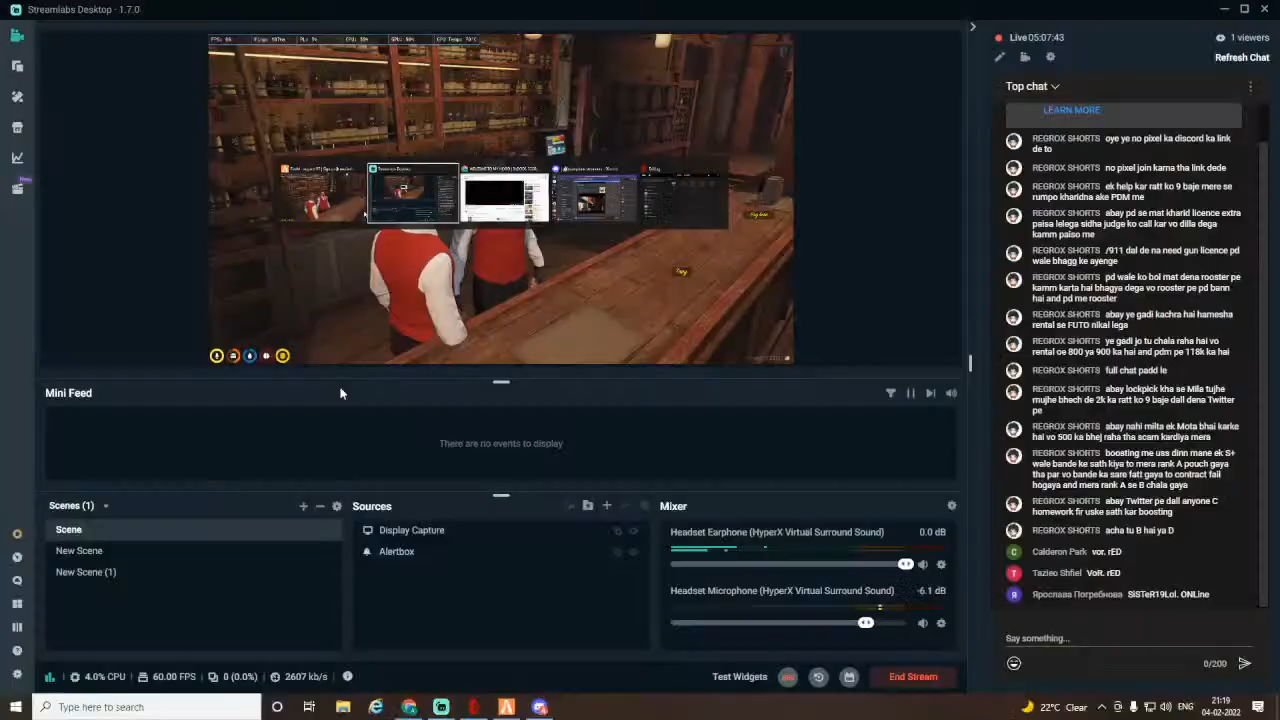 Streamlabs Desktop - 1.7.0
Live 05:07:43
1 viewers
Refresh Chat
Top chat
LEARN MORE
REGROX SHORTS oye ye no pixel ka discord ka link
de to
REGROX SHORTS no pixel join kara tha link dede
REGROX SHORTS ek help kar ratt ko 9 baje mere se
rumpo kharidna ake PDM me
REGROX SHORTS abay pd se mat kharid licence extra
paisa lelega sidha judge ko call kar vo dilla dega
kamm paiso me
REGROX SHORTS /911 dal de na need gun licence pd
wale bhagg ke ayenge
REGROX SHORTS pd wale ko bol mat dena rooster pe
kamm karta hai bhagya dega vo rooster pe pd bann
hai and pd me rooster
REGROX SHORTS abay ye gadi kachra hai hamesha
rental se FUTO nikal lega
REGROX SHORTS ye gadi jo tu chala raha hai vo
rental oe 800 ya 900 ka hai and pdm pe 118k ka hai
REGROX SHORTS full chat padd le
REGROX SHORTS abay lockpick kha se Mila tujhe
mujhe bhech de 2k ka ratt ko 9 baje dall dena Twitter
pe
REGROX SHORTS abay nahi milta ek Mota bhai karke
hai vo 500 ka bhej raha tha scam kardiya mera
REGROX SHORTS boosting me uss dinn mane ek S+
wale bande ke sath kiya to mera rank A pouch gaya
tha par vo banda ka sare fatt gaya to contract faii
hogaya and mera rank A se B chala gaya
REGROX SHORTS abay Twitter pe dall anyone C
homework fir uske sath kar boosting
REGROX SHORTS acha tu B hai ya D
Calderon Park vor. rED
Tazieo Shfiel VoR. rED
Ярослава Погребнова SISTeR19Lol. ONLine
Say something...
0/200
Mini Feed
There are no events to display
Scenes (1)
Sources
Mixer
Scene
New Scene
New Scene (1)
Display Capture
Alertbox
Headset Earphone (HyperX Virtual Surround Sound) 0.0 dB
Headset Microphone (HyperX Virtual Surround Sound) -6.1 dB
4.0% CPU
60.00 FPS
0 (0.0%)
2607 kb/s
Test Widgets
End Stream
Type here to search
22°C Clear
ENG
21:19
04-02-2022